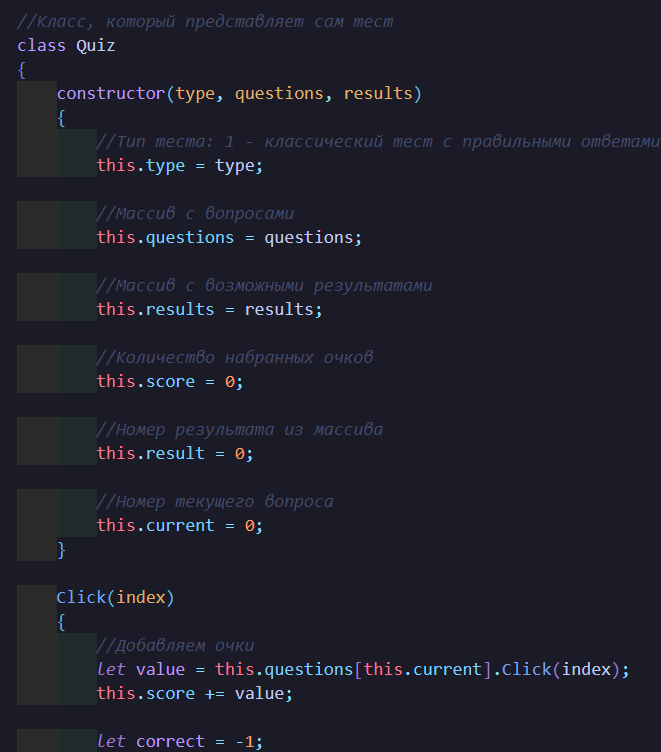 //Класс, который представляет сам тест
class Quiz
{
constructor(type, questions, results)
{
//Тип теста: 1 - классический тест с правильными ответами
this.type = type;
//Массив с вопросами
this.questions = questions;
//Массив с возможными результатами
this.results = results;
//Количество набранных очков
this.score = 0;
//Номер результата из массива
this.result = 0;
//Номер текущего вопроса
this.current = 0;
}
Click(index)
{
//Добавляем очки
let value = this.questions[this.current].Click(index);
this.score += value;
let correct = -1;